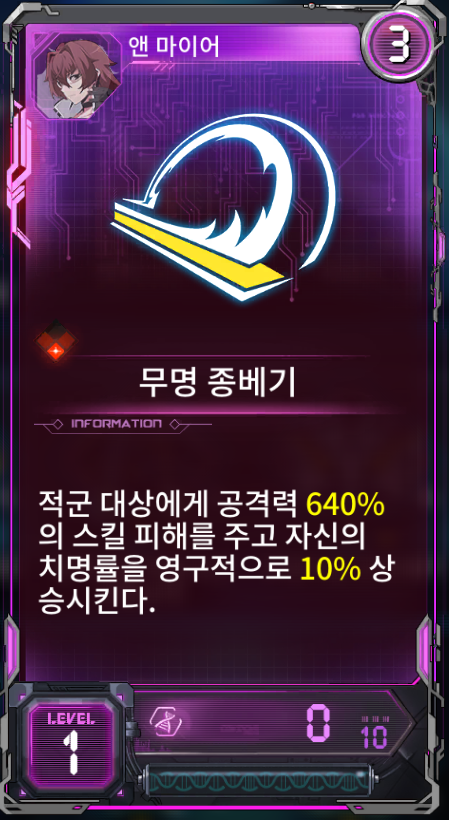 앤 마이어
3
무명 종베기
INFORMATION
적군 대상에게 공격력 640%
의 스킬 피해를 주고 자신의
치명률을 영구적으로 10% 상
승시킨다.
LEVEL
1
0
10